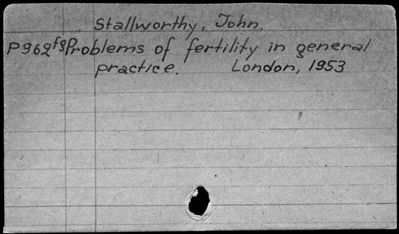 Stallworthy, John.
P962fs Problems of fertility in general
practice. London, 1953